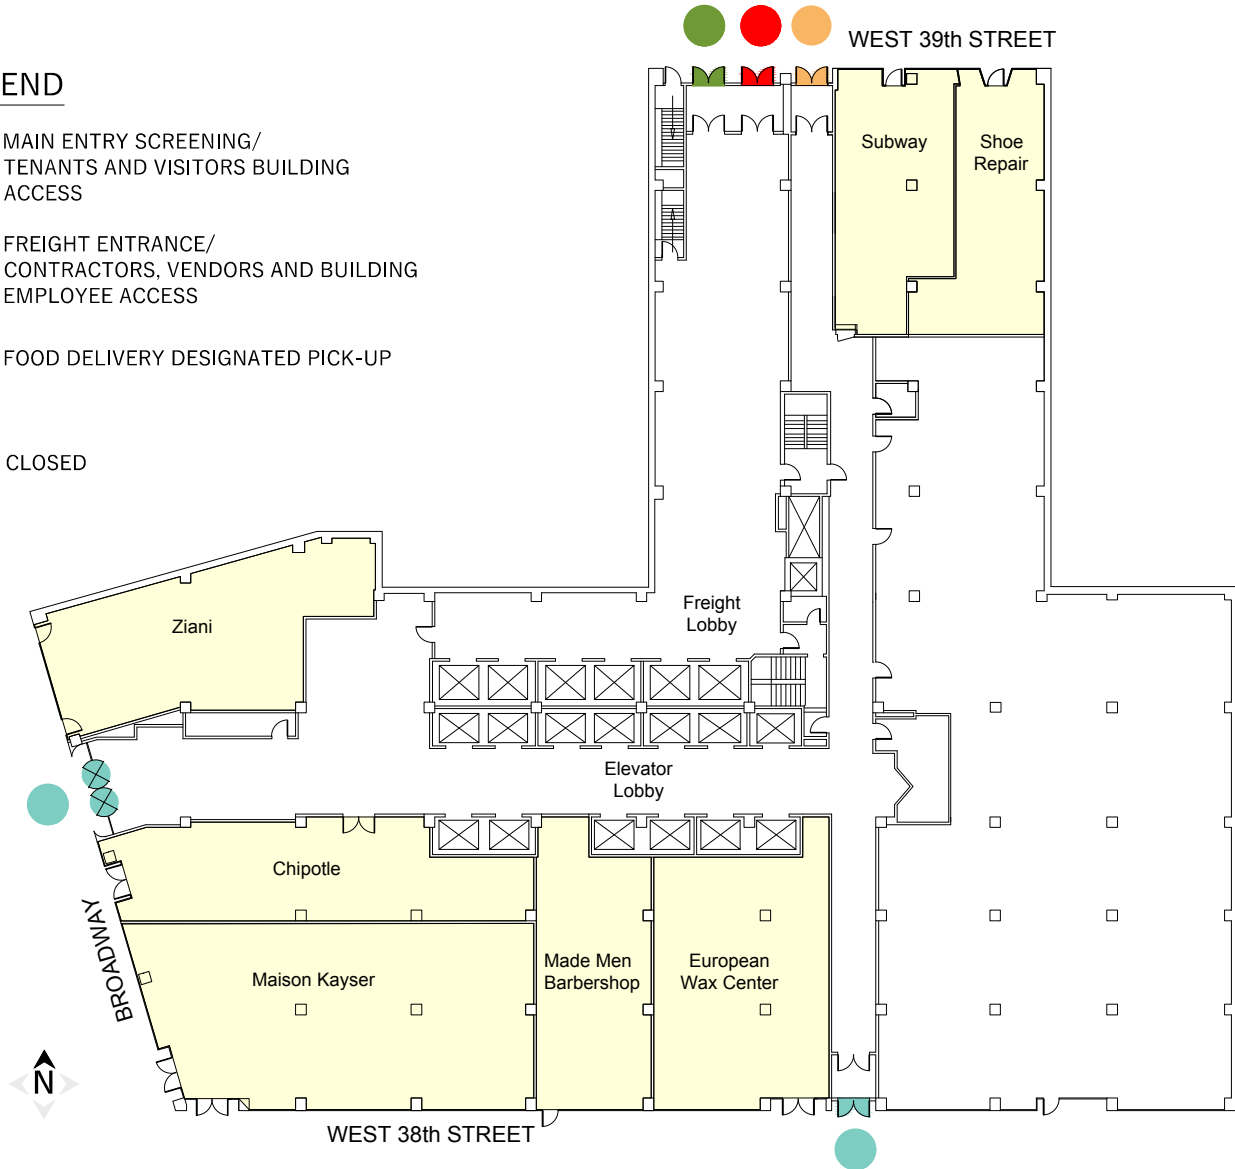 WEST 39th STREET
END
MAIN ENTRY SCREENING/
TENANTS AND VISITORS BUILDING
ACCESS
FREIGHT ENTRANCE/
CONTRACTORS, VENDORS AND BUILDING
EMPLOYEE ACCESS
FOOD DELIVERY DESIGNATED PICK-UP
CLOSED
Subway
Shoe
Repair
Ziani
Freight
Lobby
Elevator
Lobby
Chipotle
BROADWAY
Maison Kayser
Made Men
Barbershop
European
Wax Center
N
WEST 38th STREET